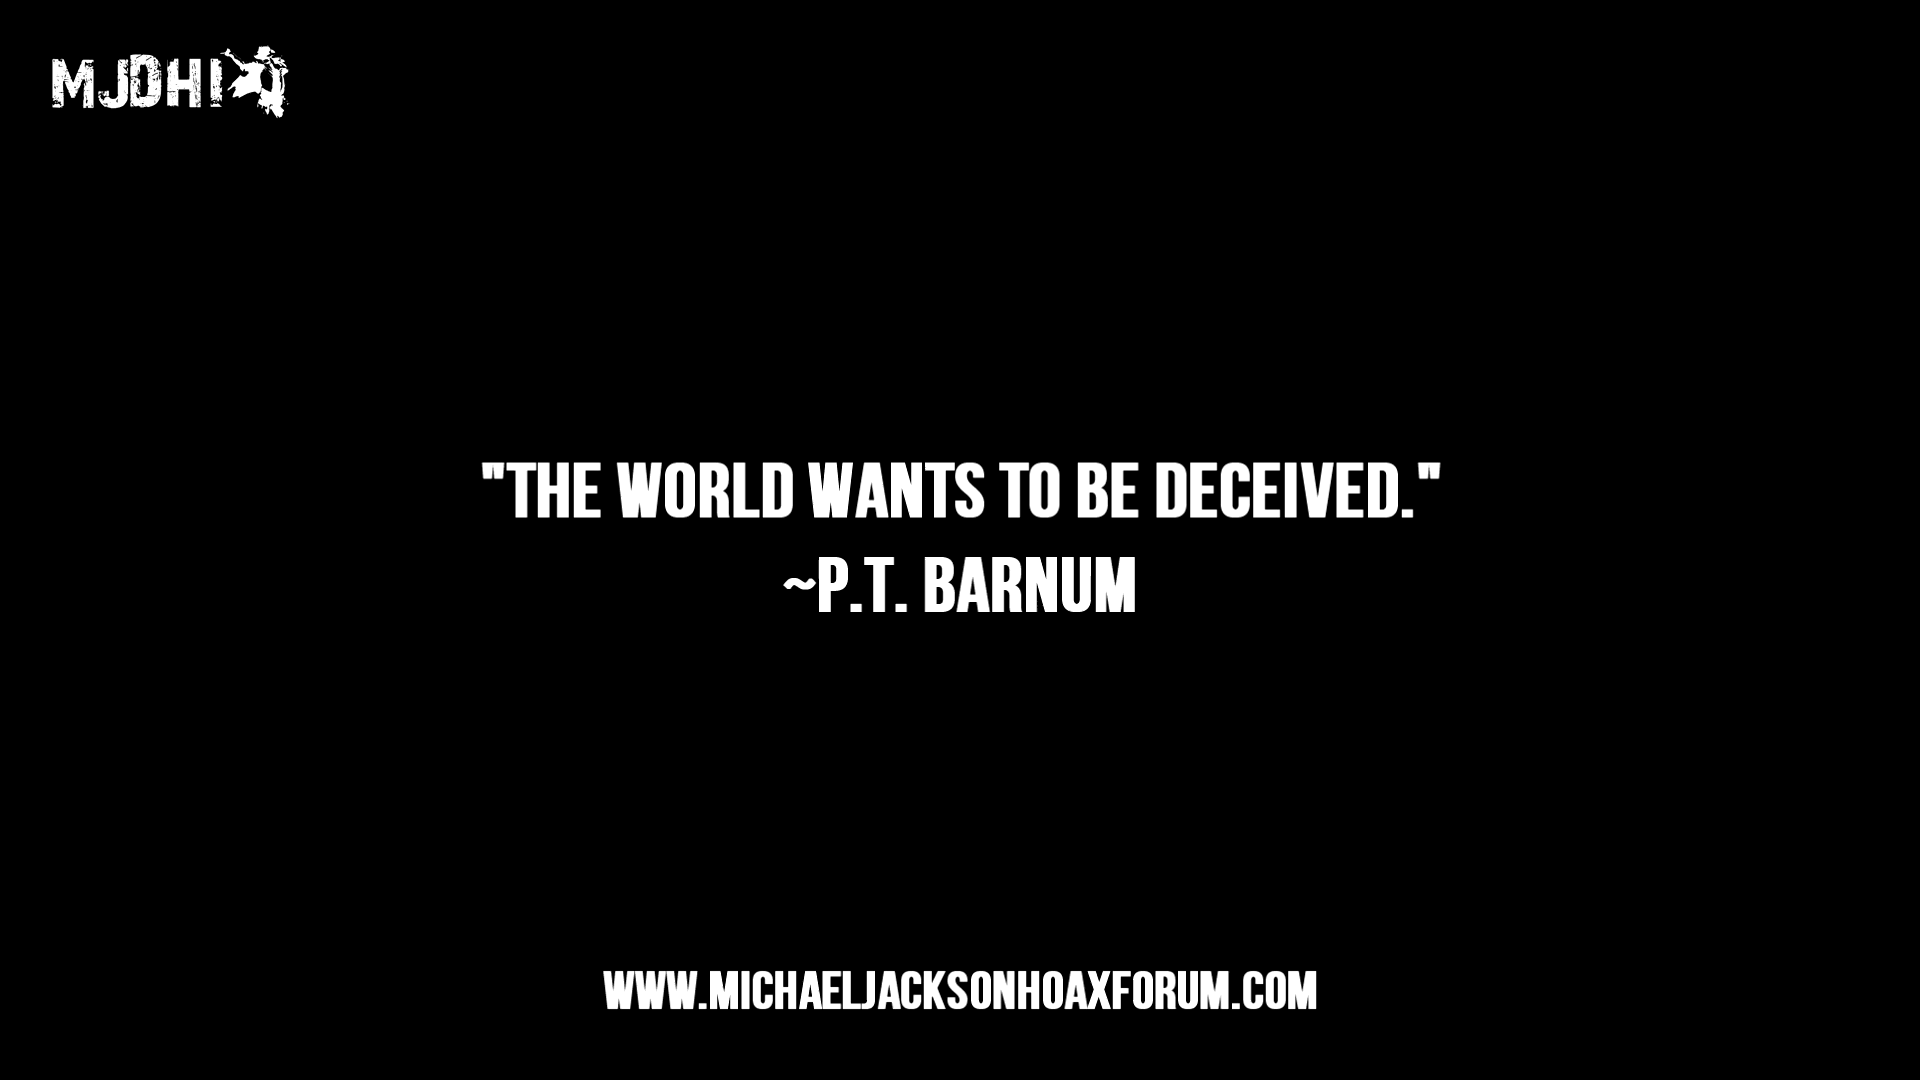 MJDHI
"THE WORLD WANTS TO BE DECEIVED."
~P.T. BARNUM
WWW.MICHAELJACKSONHOAXFORUM.COM